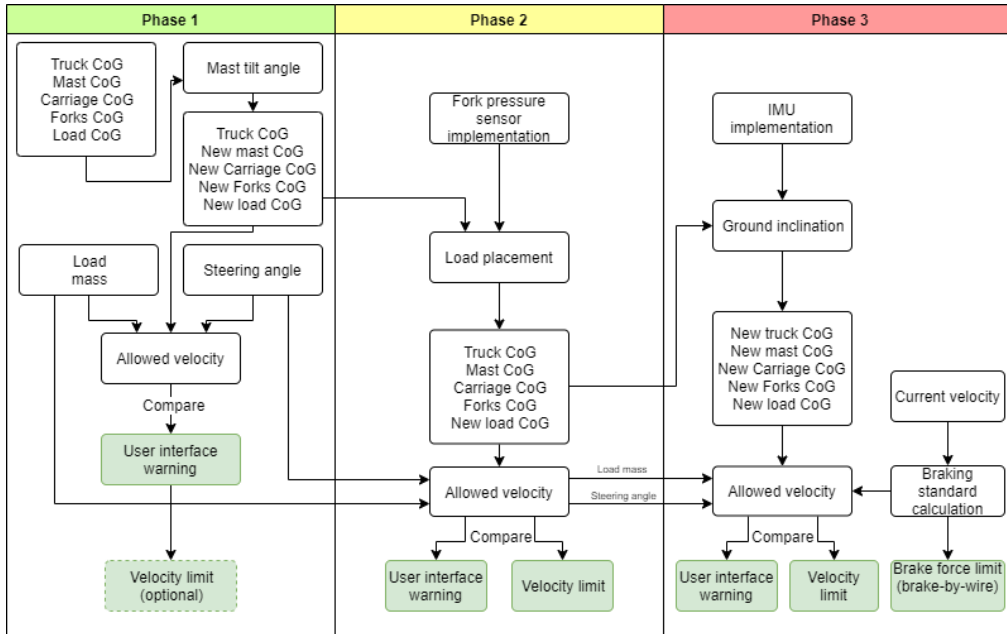 Phase 1
Phase 2
Phase 3
Truck CoG
Mast CoG
Carriage CoG
Forks CoG
Load CoG
Mast tilt angle
Truck CoG
New mast CoG
New Carriage CoG
New Forks CoG
New load CoG
Load
mass
Steering angle
Allowed velocity
Compare
User interface
warning
Velocity limit
(optional)
Fork pressure
sensor
implementation
Load placement
Truck CoG
Mast CoG
Carriage CoG
Forks CoG
New load CoG
Allowed velocity
Load mass
Steering angle
Compare
User interface
warning
Velocity limit
IMU
implementation
Ground inclination
New truck CoG
New mast CoG
New Carriage CoG
New Forks CoG
New load CoG
Current velocity
Allowed velocity
Braking
standard
calculation
Compare
User interface
warning
Velocity
limit
Brake force limit
(brake-by-wire)